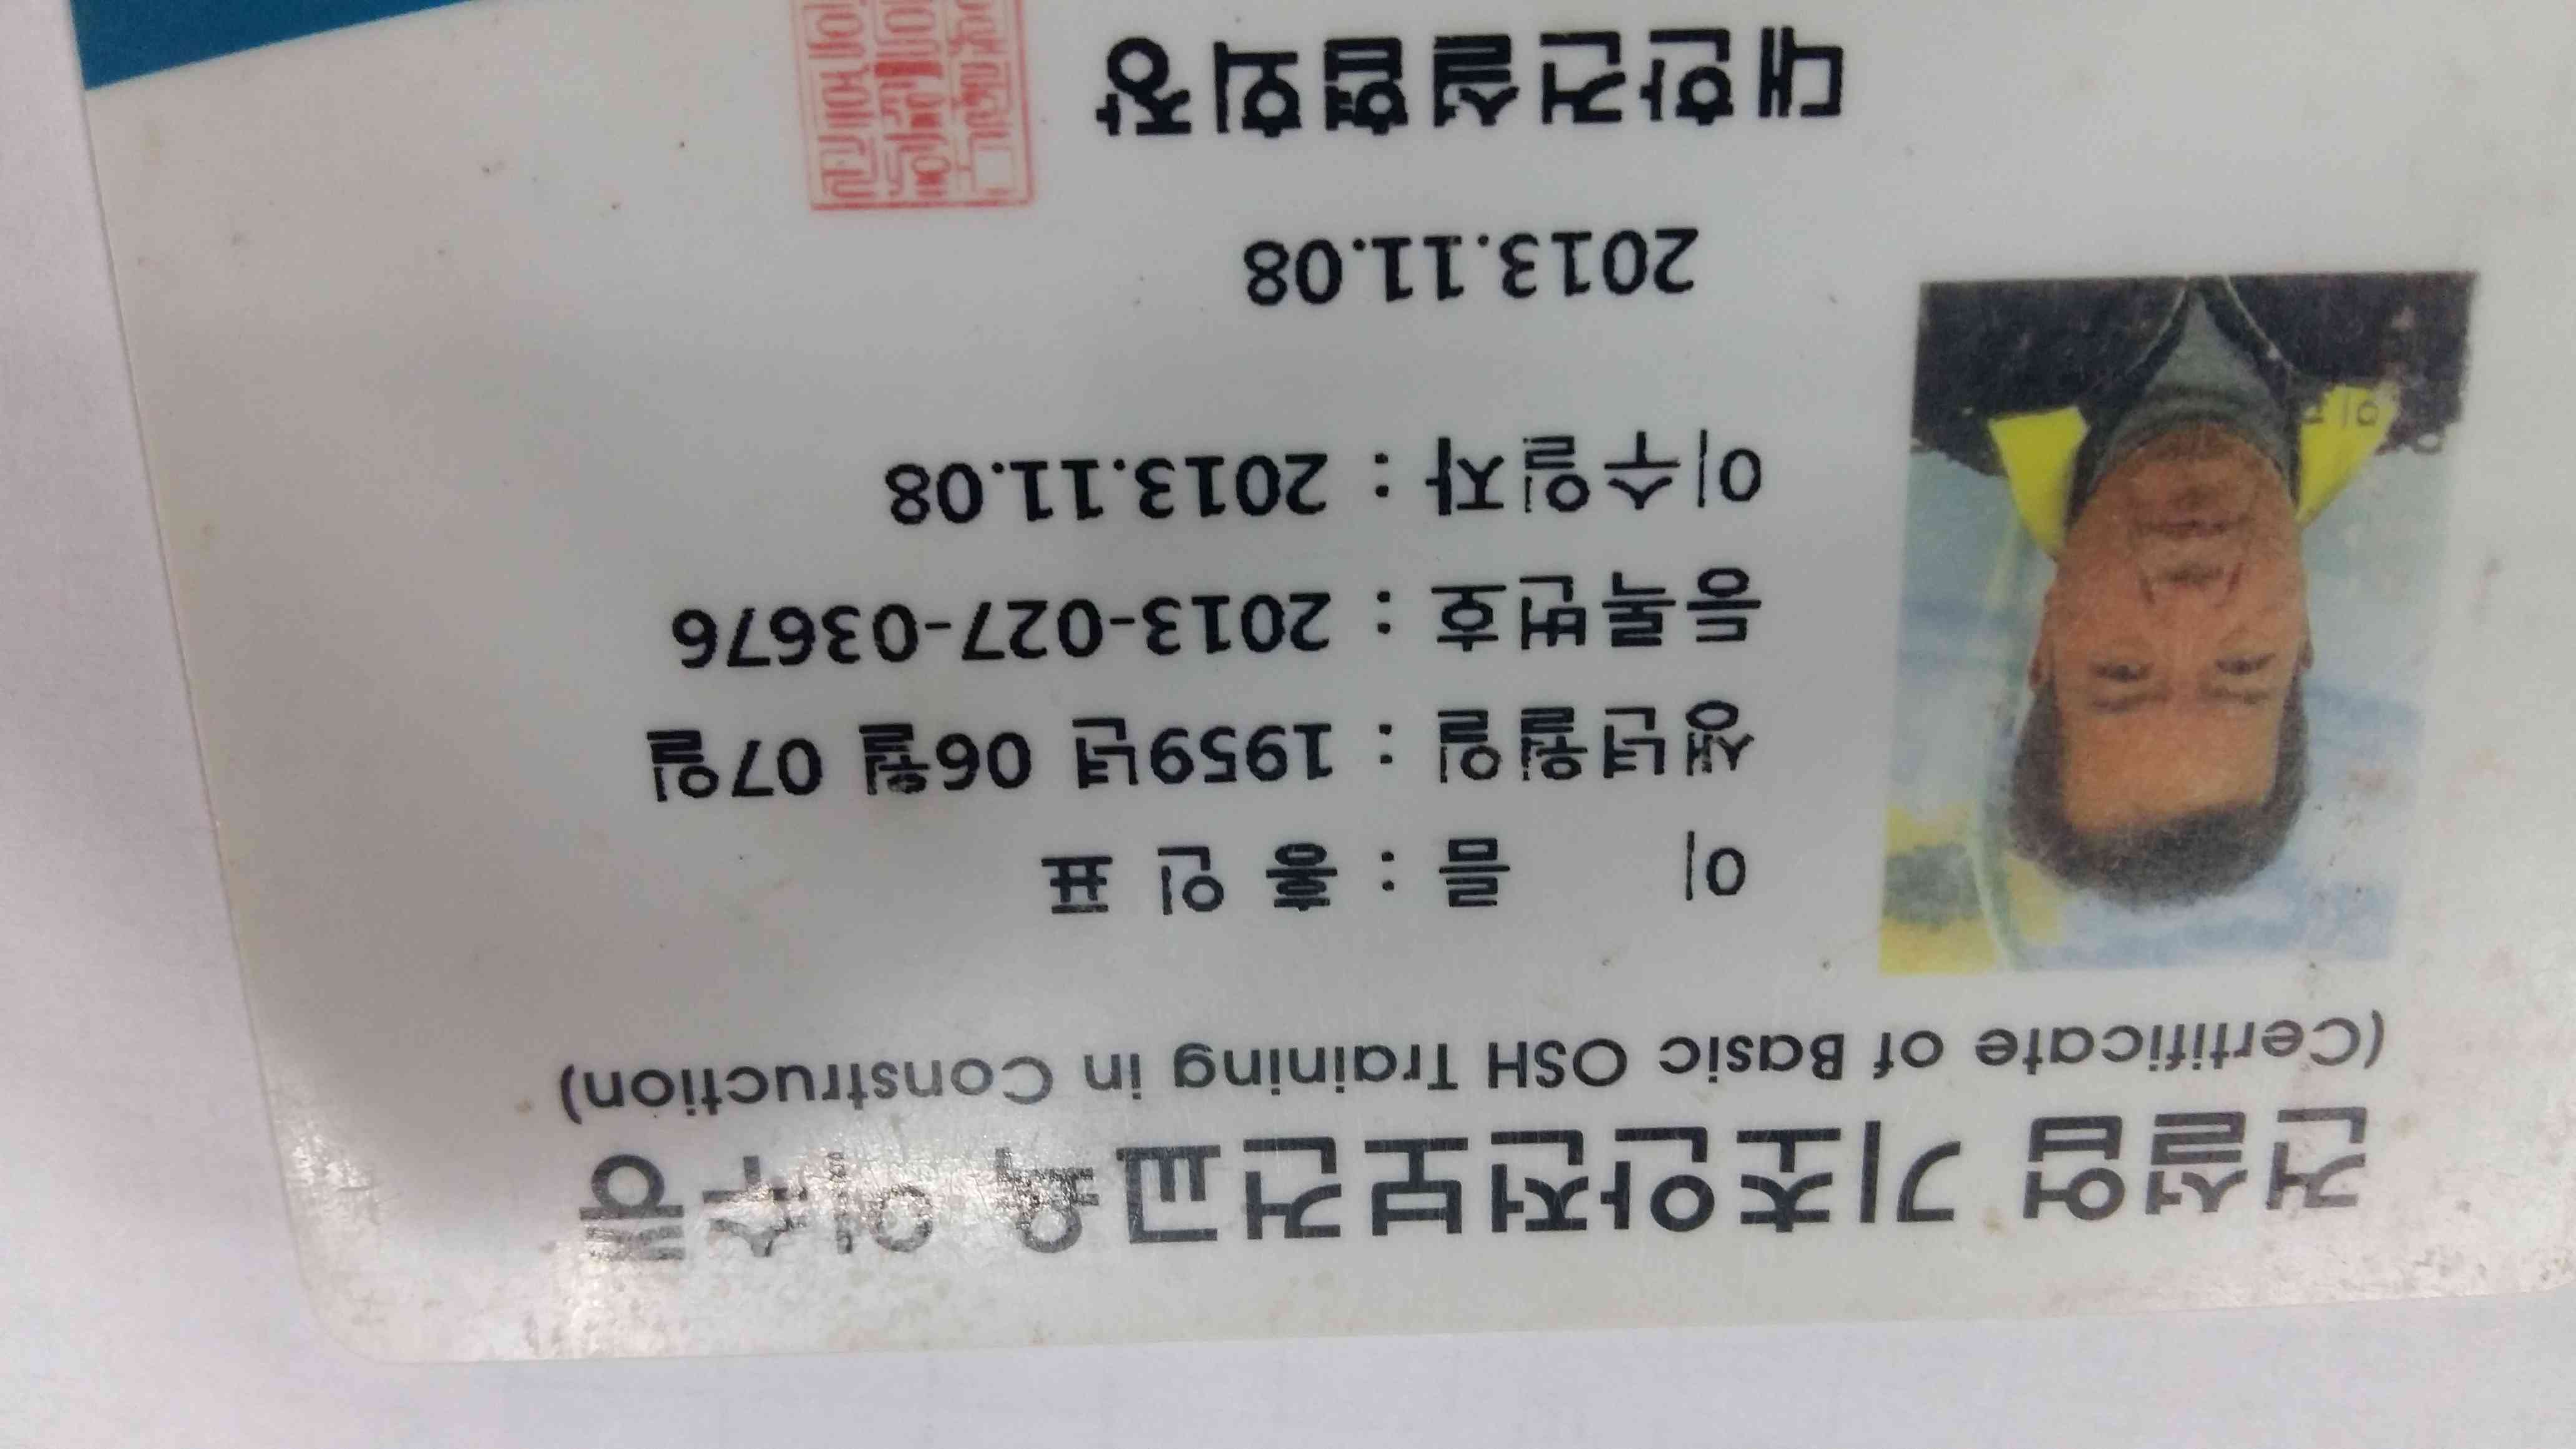 건설업 기초안전보건교육 이수증
(Certificate of Basic OSH Training in Construction)
이 름 : 홍 인 표
생년월일 : 1959년 06월 07일
등록번호 : 2013-027-03676
이수일자 : 2013.11.08
2013.11.08
대한건설협회장